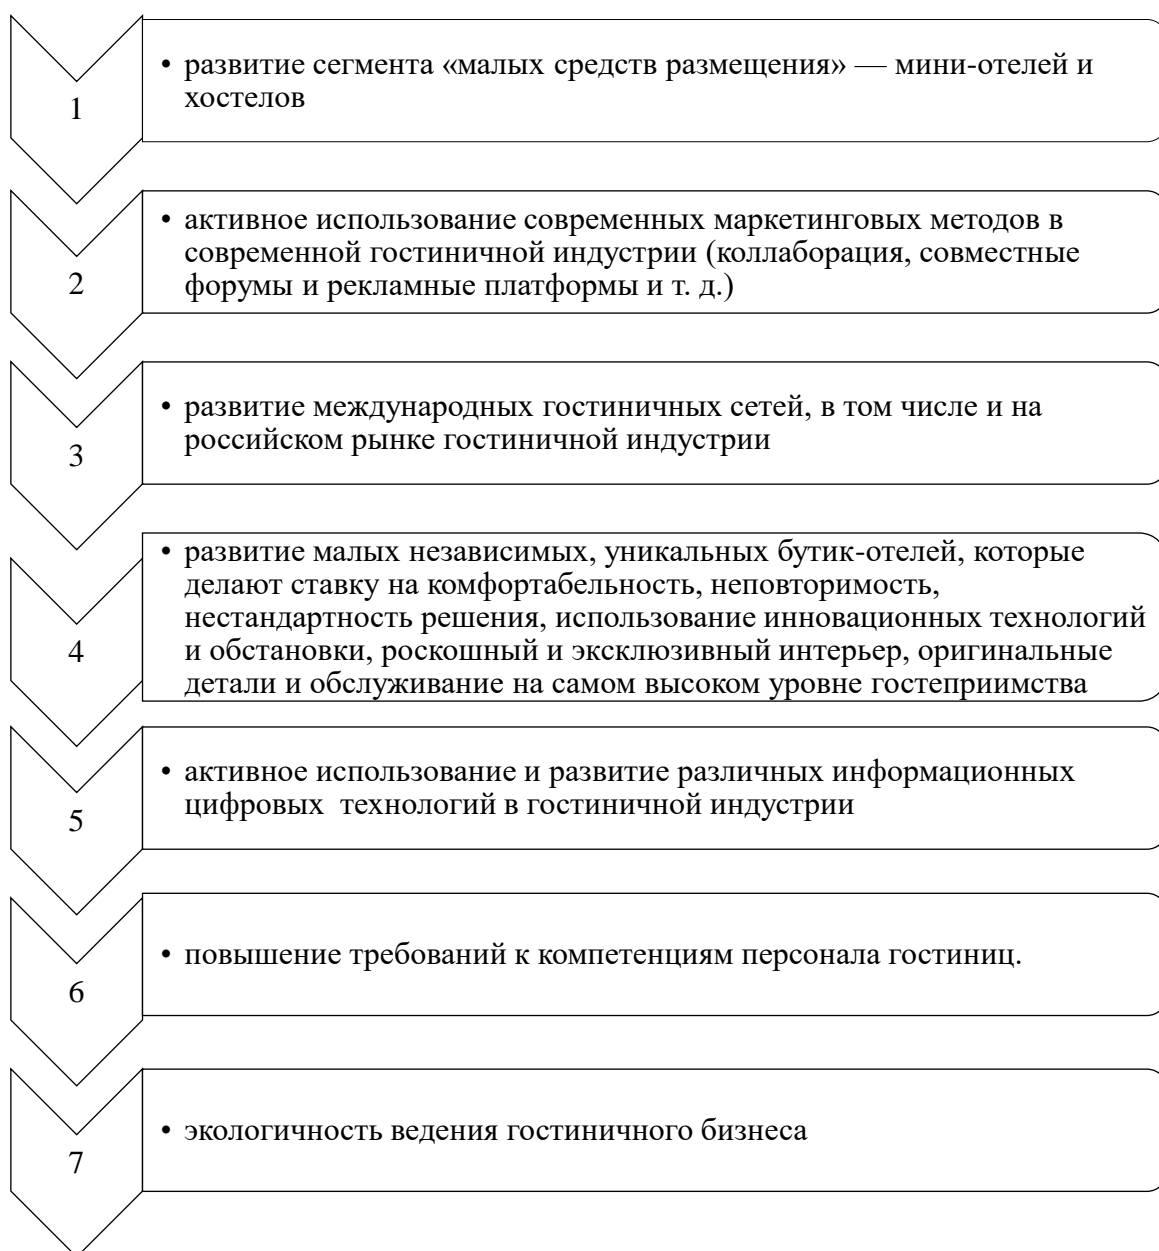 1
• развитие сегмента «малых средств размещения» — мини-отелей и
хостелов
2
• активное использование современных маркетинговых методов в
современной гостиничной индустрии (коллаборация, совместные
форумы и рекламные платформы и т. д.)
3
• развитие международных гостиничных сетей, в том числе и на
российском рынке гостиничной индустрии
4
• развитие малых независимых, уникальных бутик-отелей, которые
делают ставку на комфортабельность, неповторимость,
нестандартность решения, использование инновационных технологий
и обстановки, роскошный и эксклюзивный интерьер, оригинальные
детали и обслуживание на самом высоком уровне гостеприимства
5
• активное использование и развитие различных информационных
цифровых  технологий в гостиничной индустрии
6
• повышение требований к компетенциям персонала гостиниц.
7
• экологичность ведения гостиничного бизнеса